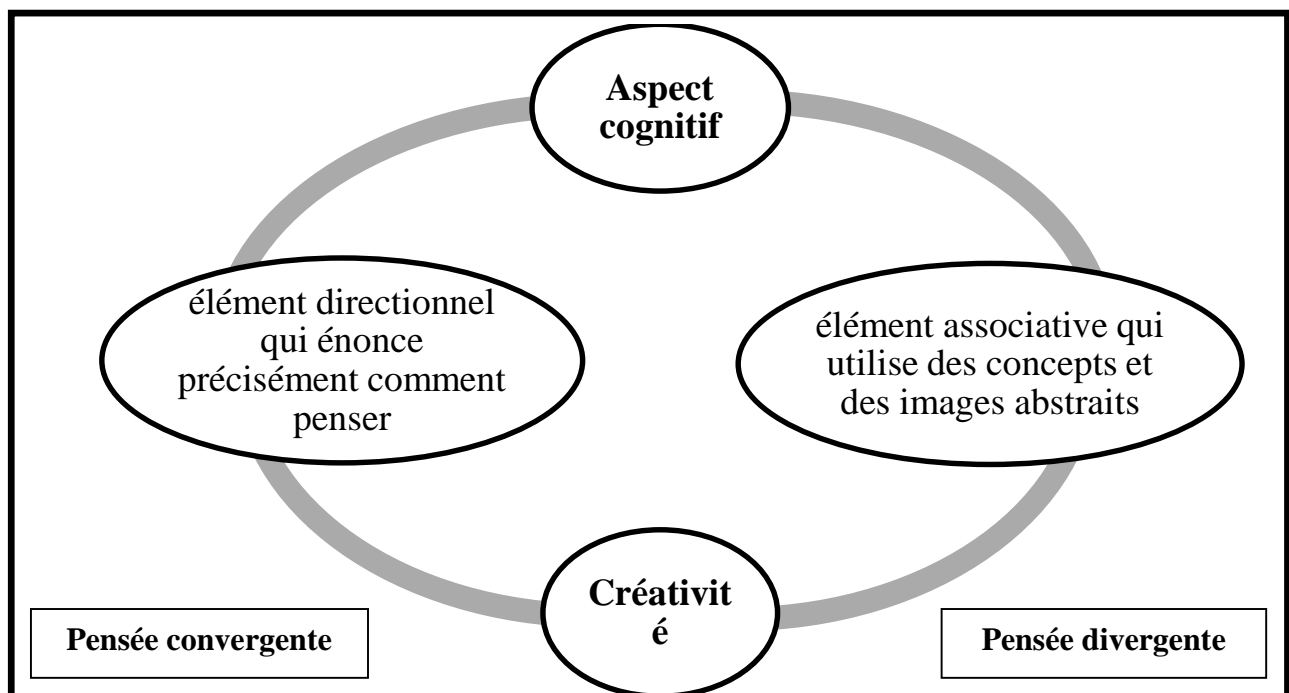 Aspect
cognitif
élément directionnel
qui énonce
précisément comment
penser
élément associative qui
utilise des concepts et
des images abstraits
Créativit
é
Pensée convergente
Pensée divergente